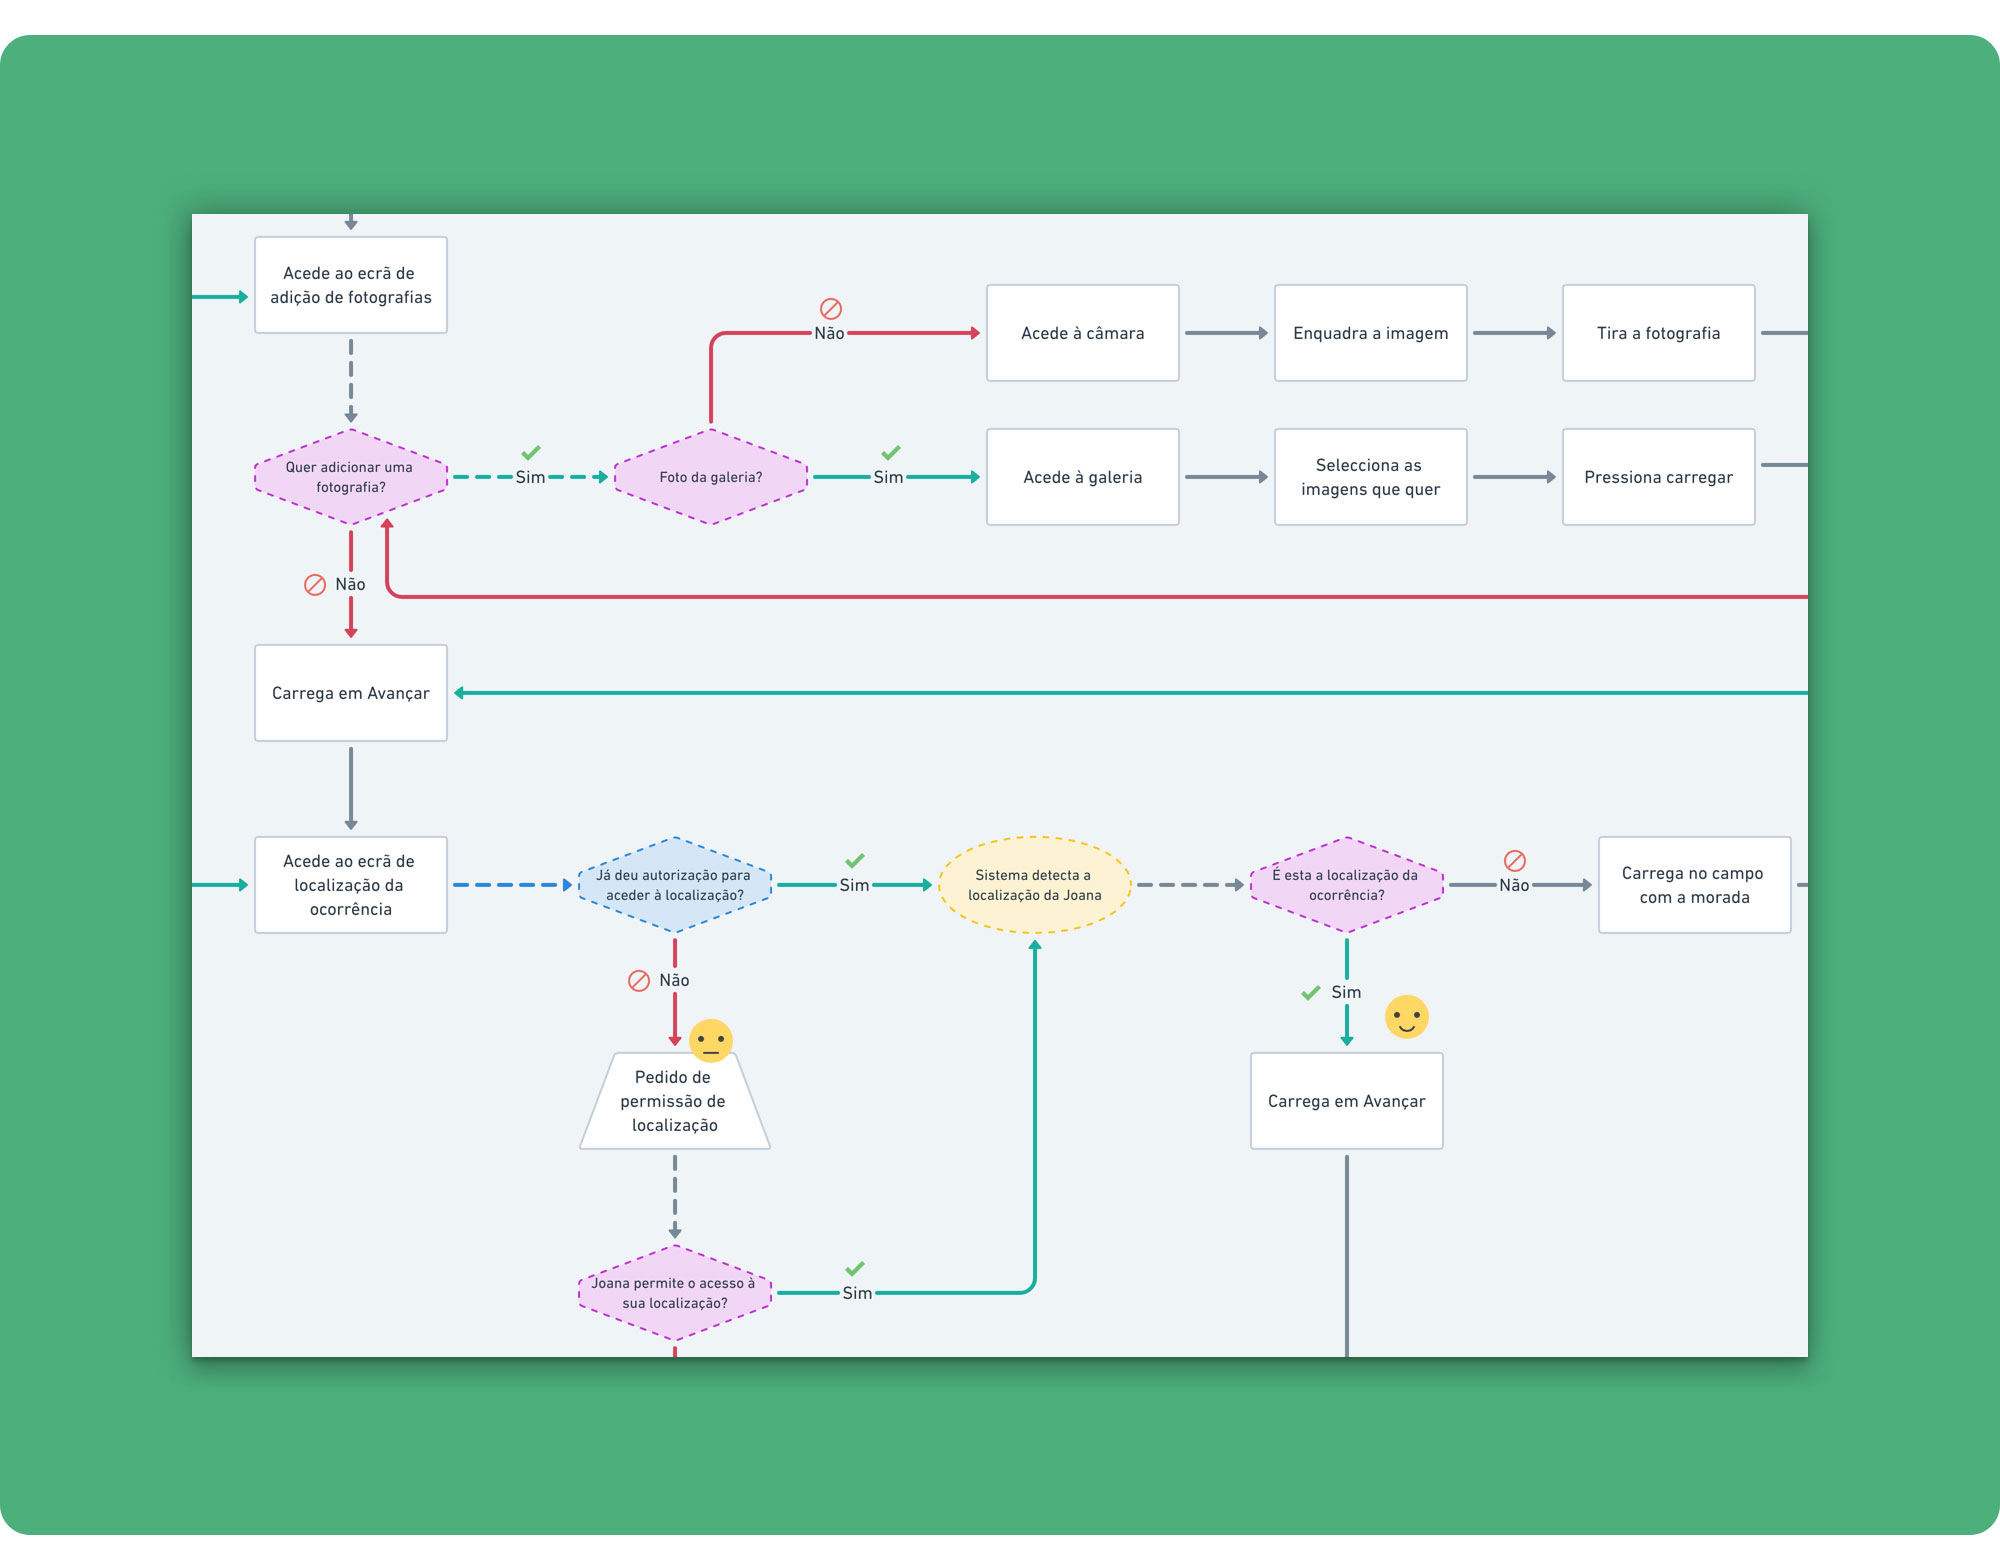 Acede ao ecrã de
adição de fotografias
Não
Acede à câmara
Enquadra a imagem
Tira a fotografia
Quer adicionar uma
fotografia?
Sim
Foto da galeria?
Sim
Acede à galeria
Selecciona as
imagens que quer
Pressiona carregar
Não
Carrega em Avançar
Acede ao ecrã de
localização da
ocorrência
Já deu autorização para
aceder à localização?
Sim
Sistema detecta a
localização da Joana
É esta a localização da
ocorrência?
Não
Carrega no campo
com a morada
Não
Sim
Pedido de
permissão de
localização
Carrega em Avançar
Joana permite o acesso à
sua localização?
Sim